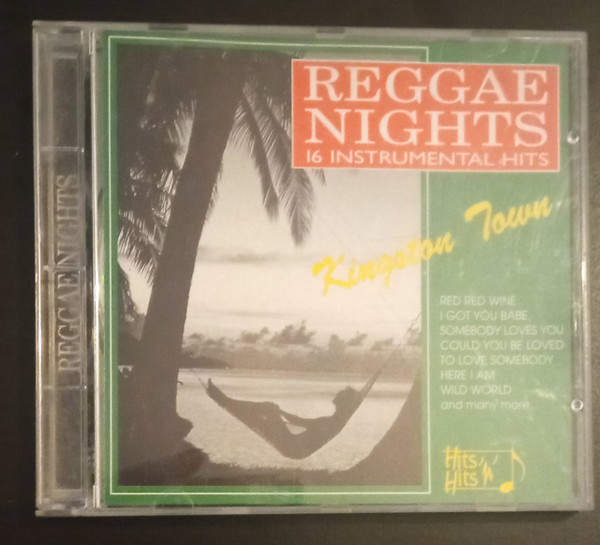 REGGAE NIGHTS
REGGAE
NIGHTS
16 INSTRUMENTAL HITS
Kingston Town
RED RED WINE
I GOT YOU BABE
SOMEBODY LOVES YOU
COULD YOU BE LOVED
TO LOVE SOMEBODY
HERE I AM
WILD WORLD
and many more
Hits 'n'
Hits